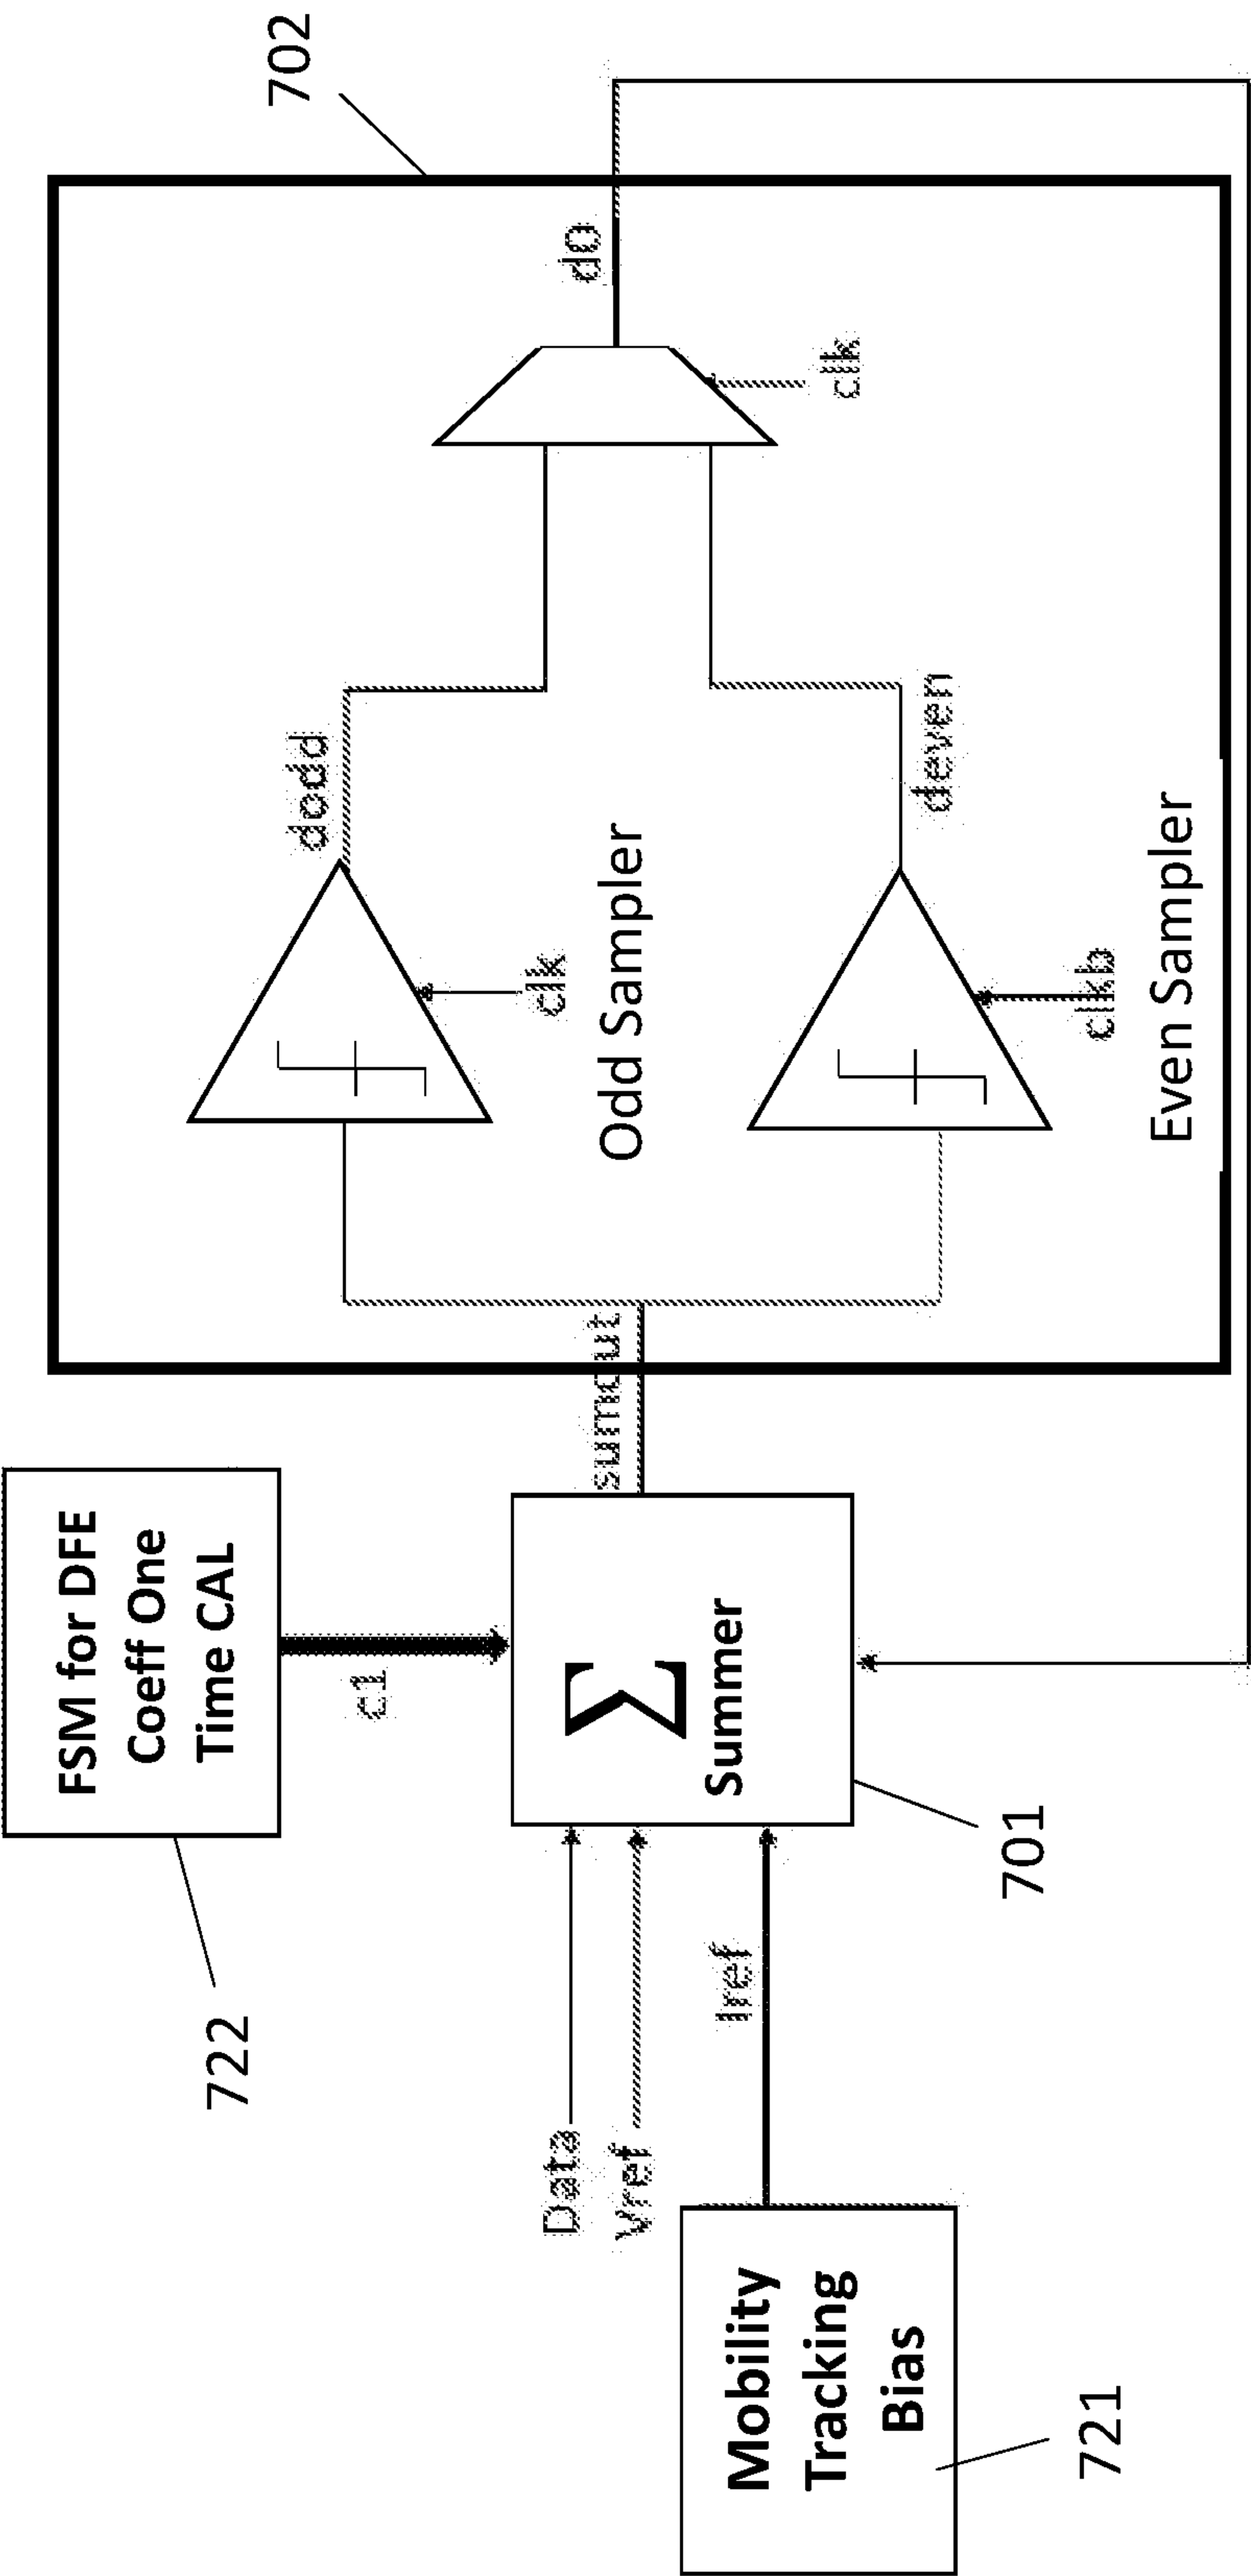 702
FSM for DFE
Coeff One
Time CAL
722
c1
Data
Vref
Iref
Mobility
Tracking
Bias
721
Σ
Summer
701
sumout
dodd
clk
Odd Sampler
deven
clkb
Even Sampler
do
clk